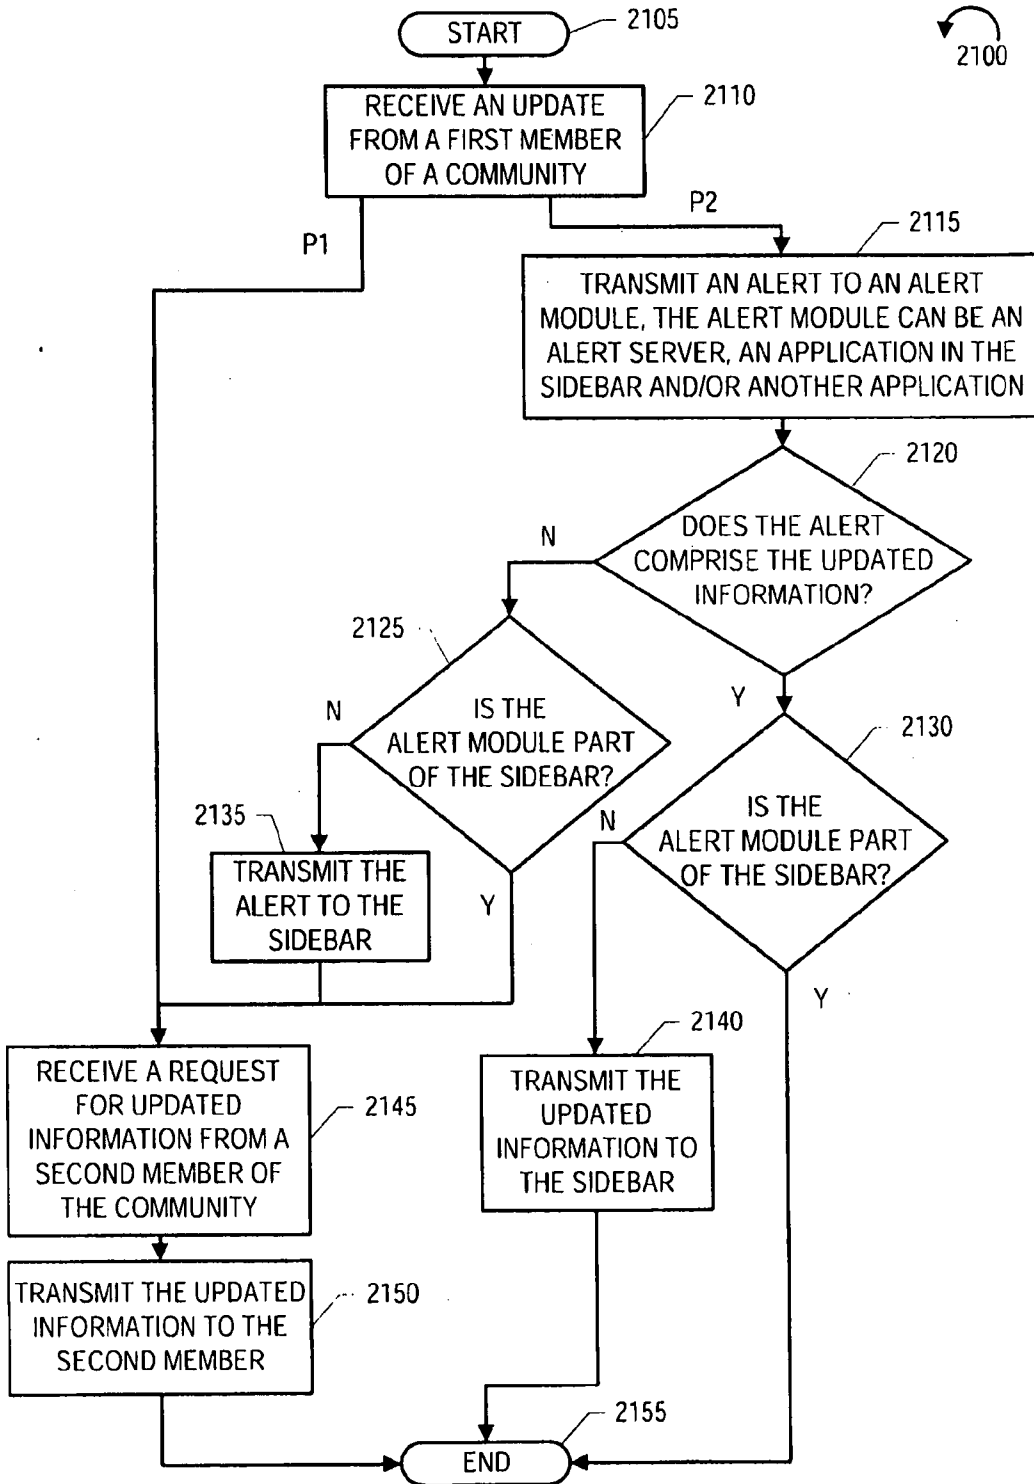 START
2105
2100
RECEIVE AN UPDATE
FROM A FIRST MEMBER
OF A COMMUNITY
2110
P1
P2
2115
TRANSMIT AN ALERT TO AN ALERT
MODULE, THE ALERT MODULE CAN BE AN
ALERT SERVER, AN APPLICATION IN THE
SIDEBAR AND/OR ANOTHER APPLICATION
2120
DOES THE ALERT
COMPRISE THE UPDATED
INFORMATION?
N
Y
2125
IS THE
ALERT MODULE PART
OF THE SIDEBAR?
N
Y
2130
IS THE
ALERT MODULE PART
OF THE SIDEBAR?
N
Y
2135
TRANSMIT THE
ALERT TO THE
SIDEBAR
2140
TRANSMIT THE
UPDATED
INFORMATION TO
THE SIDEBAR
RECEIVE A REQUEST
FOR UPDATED
INFORMATION FROM A
SECOND MEMBER OF
THE COMMUNITY
2145
TRANSMIT THE UPDATED
INFORMATION TO THE
SECOND MEMBER
2150
2155
END